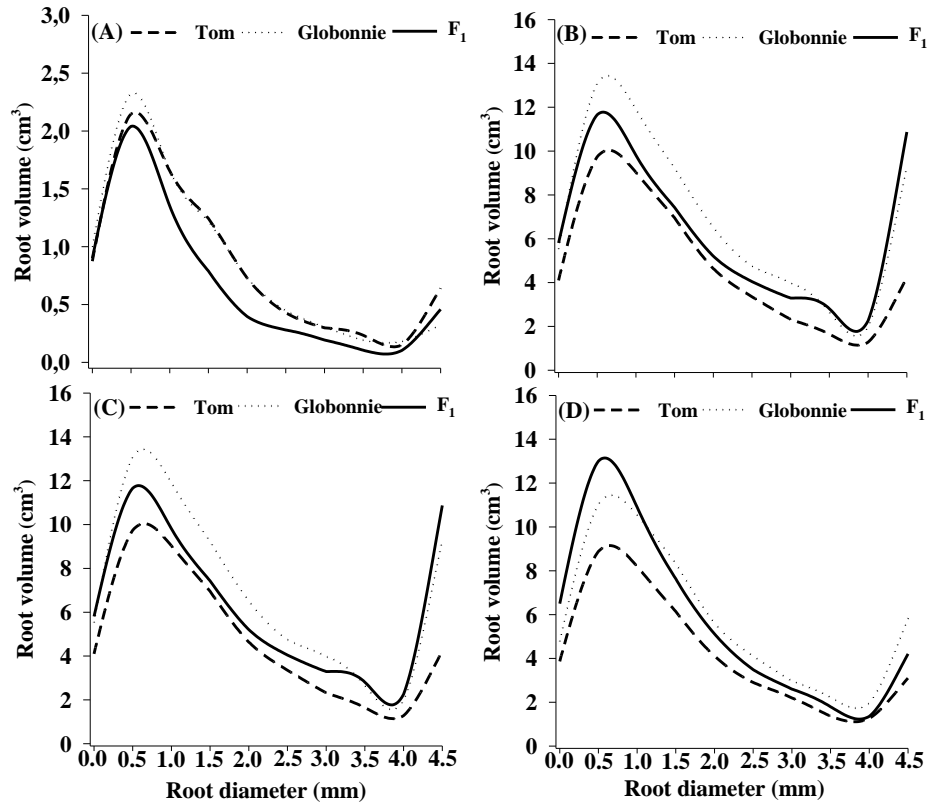 (A) Tom Globonnie F1
3,0
2,5
2,0
1,5
1,0
0,5
0,0
Root volume (cm3)
(B) Tom Globonnie F1
16
14
12
10
8
6
4
2
0
Root volume (cm3)
(C) Tom Globonnie F1
16
14
12
10
8
6
4
2
0
Root volume (cm3)
0.0 0.5 1.0 1.5 2.0 2.5 3.0 3.5 4.0 4.5
Root diameter (mm)
(D) Tom Globonnie F1
16
14
12
10
8
6
4
2
0
Root volume (cm3)
0.0 0.5 1.0 1.5 2.0 2.5 3.0 3.5 4.0 4.5
Root diameter (mm)